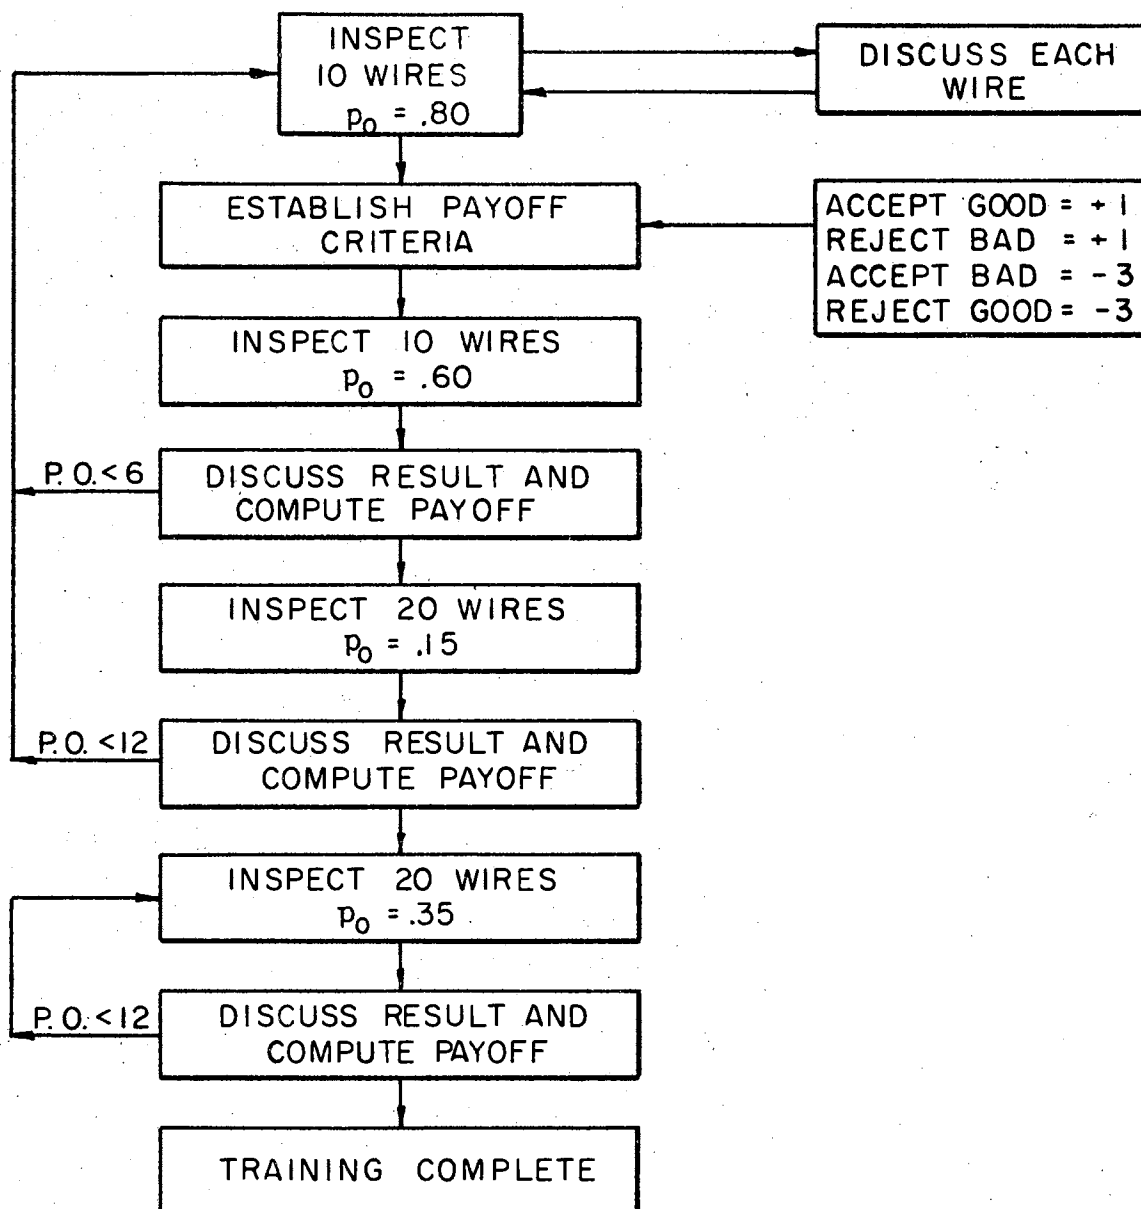 INSPECT
10 WIRES
p₀ = .80
DISCUSS EACH
WIRE
ESTABLISH PAYOFF
CRITERIA
ACCEPT GOOD = + 1
REJECT BAD = + 1
ACCEPT BAD = - 3
REJECT GOOD = -3
INSPECT 10 WIRES
p₀ = .60
P. O. < 6
DISCUSS RESULT AND
COMPUTE PAYOFF
INSPECT 20 WIRES
p₀ = .15
P. O. < 12
DISCUSS RESULT AND
COMPUTE PAYOFF
INSPECT 20 WIRES
p₀ = .35
P. O. < 12
DISCUSS RESULT AND
COMPUTE PAYOFF
TRAINING COMPLETE